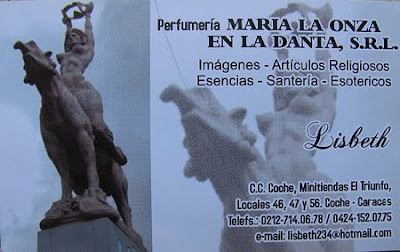 Perfumería MARIA LA ONZA
EN LA DANTA, S.R.L.
Imágenes - Artículos Religiosos
Esencias - Santería - Esotericos
Lisbeth
C.C. Coche, Minitiendas El Triunfo,
Locales 46, 47 y 56. Coche - Caracas
Telefs.: 0212-714.06.78 / 0424-152.07.75
e-mail: lisbeth234@hotmail.com